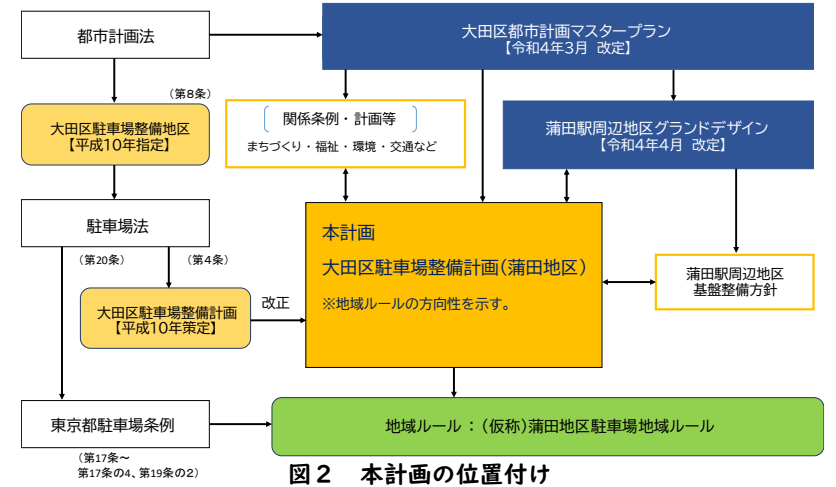 都市計画法
大田区都市計画マスタープラン
【令和4年3月 改定】
(第8条)
大田区駐車場整備地区
【平成10年指定】
関係条例・計画等
まちづくり・福祉・環境・交通など
蒲田駅周辺地区グランドデザイン
【令和4年4月 改定】
駐車場法
(第20条)
(第4条)
大田区駐車場整備計画
【平成10年策定】
改正
本計画
大田区駐車場整備計画(蒲田地区)
※地域ルールの方向性を示す。
蒲田駅周辺地区
基盤整備方針
東京都駐車場条例
(第17条～
第17条の4、第19条の2)
地域ルール：(仮称)蒲田地区駐車場地域ルール
図２　本計画の位置付け